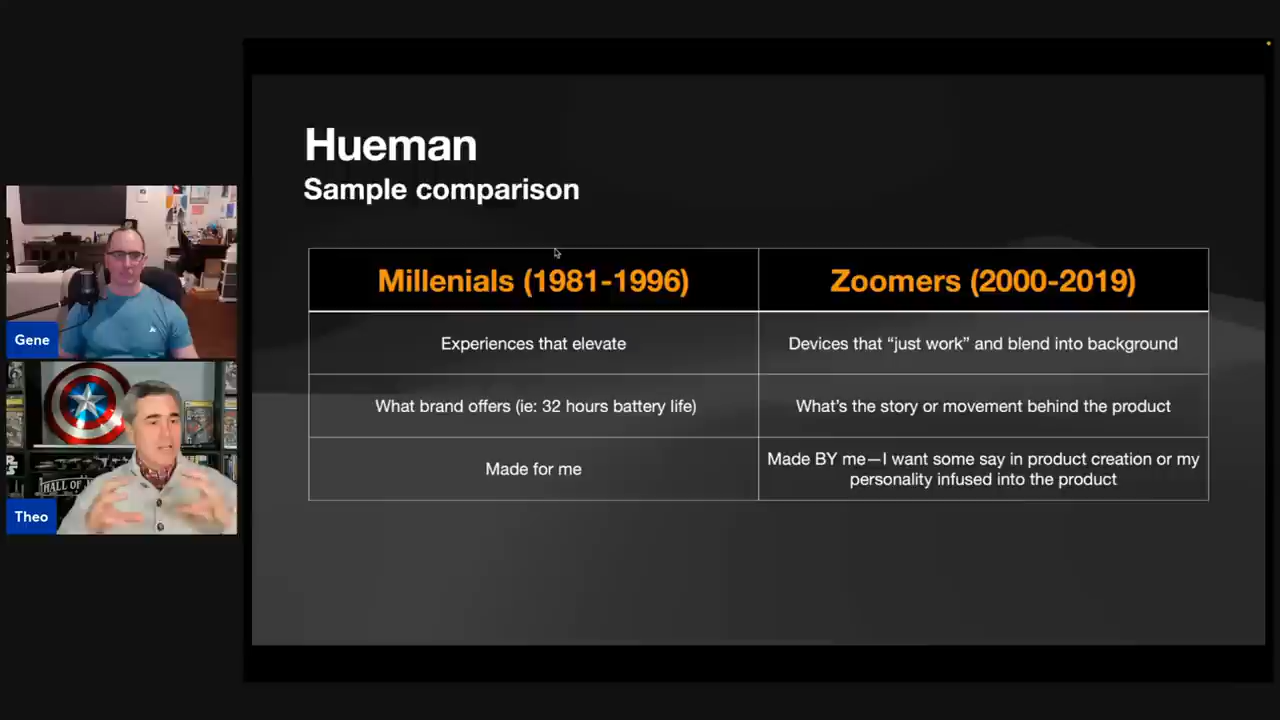 Hueman
Sample comparison
Millenials (1981-1996)
Zoomers (2000-2019)
Experiences that elevate
Devices that “just work” and blend into background
What brand offers (ie: 32 hours battery life)
What’s the story or movement behind the product
Made for me
Made BY me—I want some say in product creation or my
personality infused into the product
Gene
HALL OF
Theo